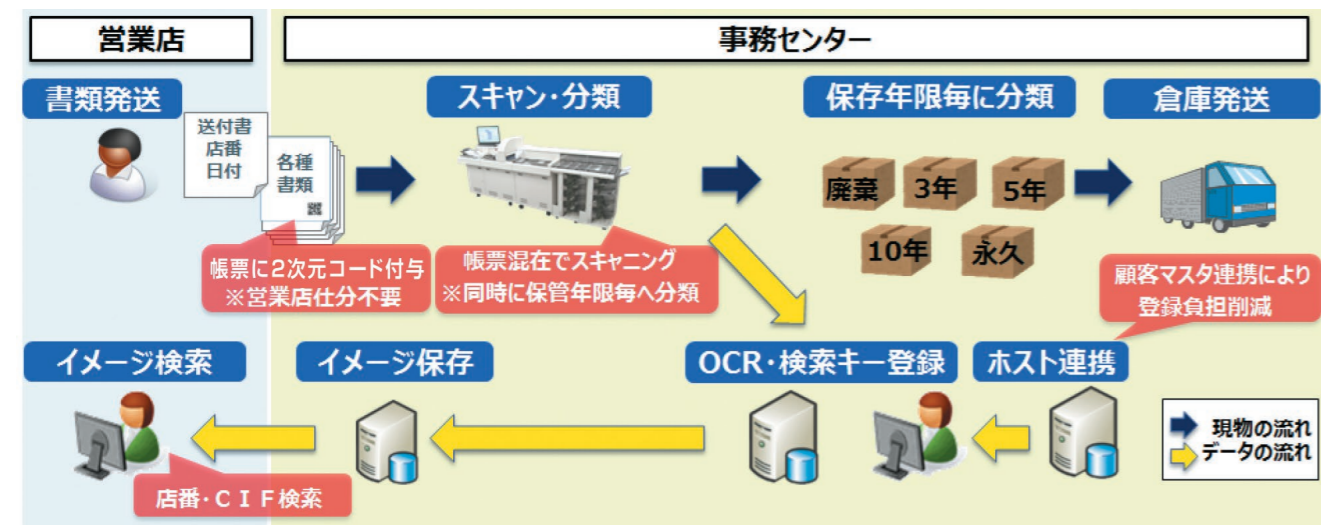 営業店
事務センター
書類発送
スキャン・分類
保存年限毎に分類
倉庫発送
送付書
店番
日付
各種
書類
廃棄
3年
5年
10年
永久
帳票に2次元コード付与
※営業店仕分不要
帳票混在でスキャニング
※同時に保管年限毎へ分類
顧客マスタ連携により
登録負担削減
イメージ検索
イメージ保存
OCR・検索キー登録
ホスト連携
現物の流れ
データの流れ
店番・CIF検索